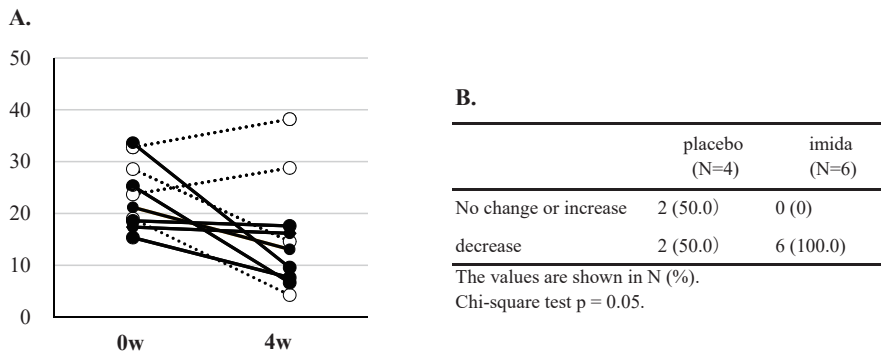 A.
50
40
30
20
10
0
0w 4w
B.
placebo imida
(N=4) (N=6)
No change or increase 2 (50.0) 0 (0)
decrease 2 (50.0) 6 (100.0)
The values are shown in N (%).
Chi-square test p = 0.05.